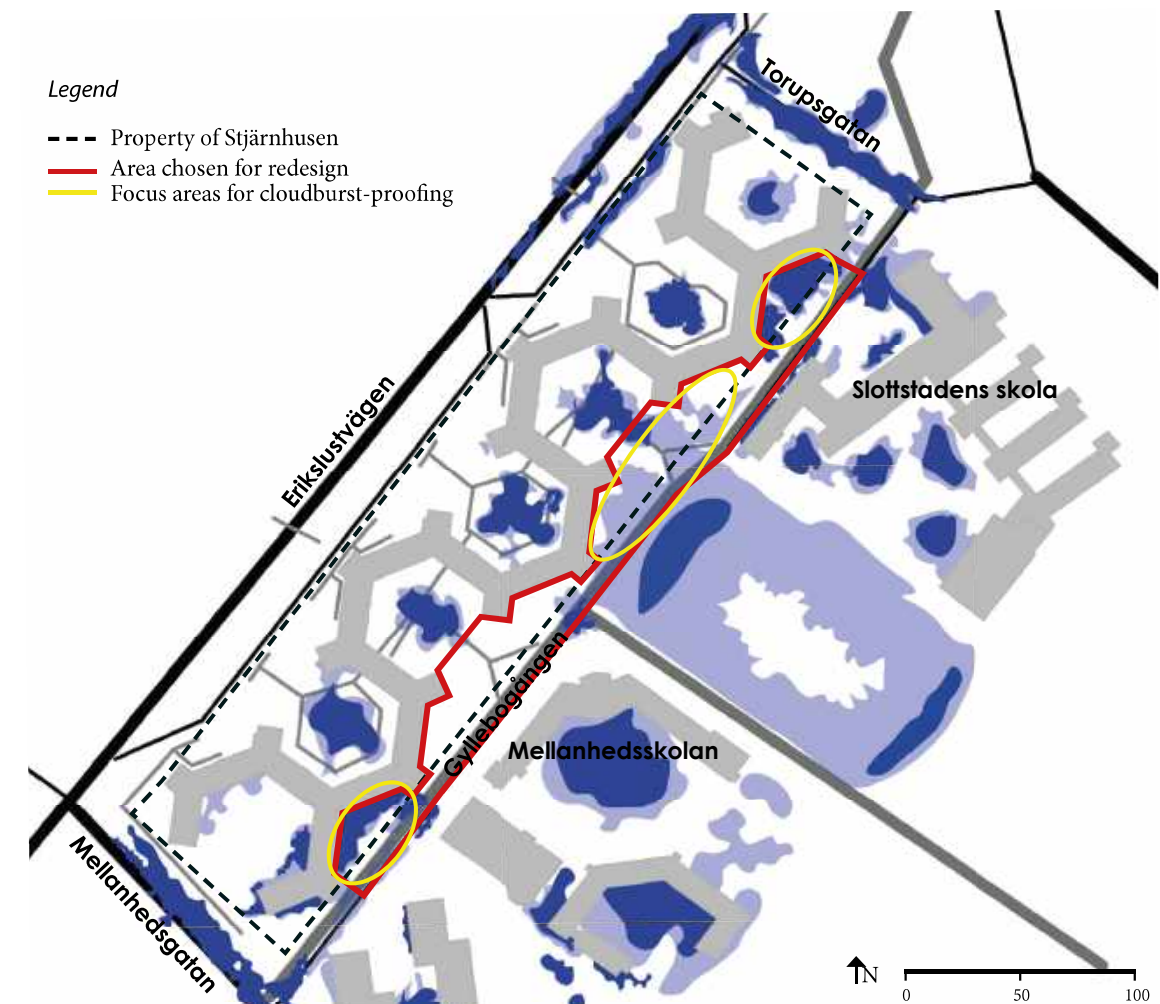 Legend
Property of Stjärnhusen
Area chosen for redesign
Focus areas for cloudburst-proofing
Torupsgatan
Erikslustvägen
Slottstadens skola
Gyllebogången
Mellanhedsskolan
Mellanhedsgatan
N
0 50 100